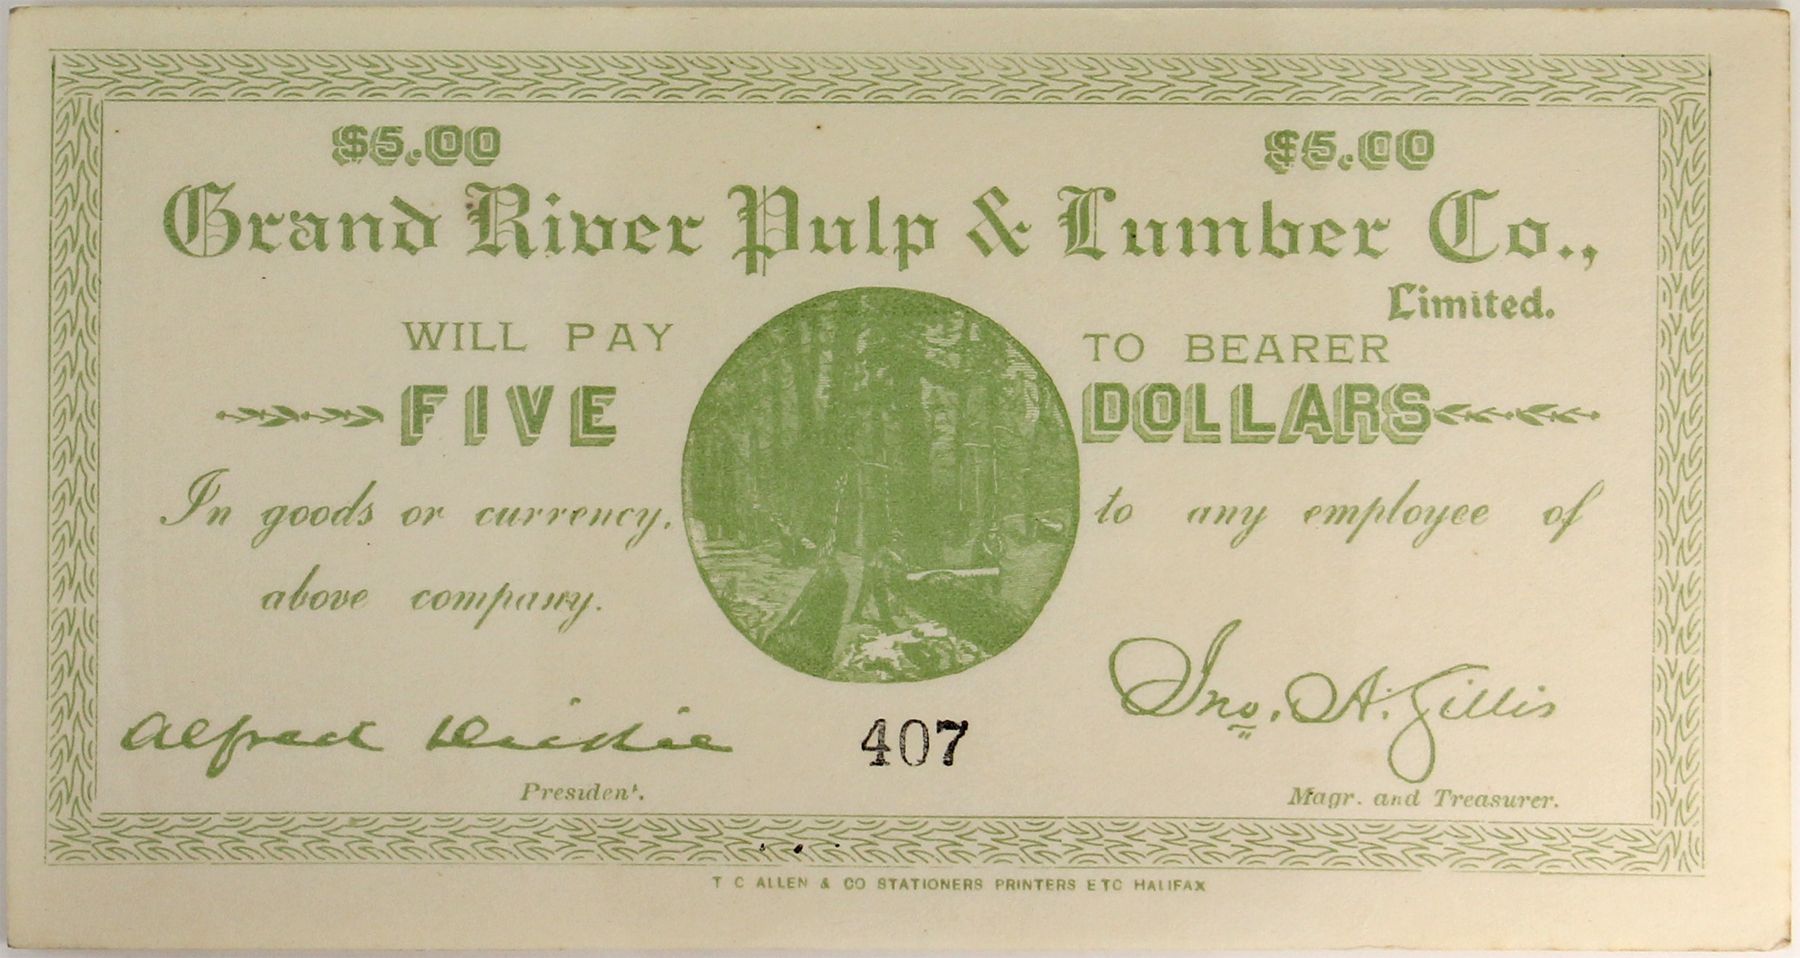 $5.00 $5.00
Grand River Pulp & Lumber Co.,
Limited.
WILL PAY TO BEARER
FIVE DOLLARS
In goods or currency, to any employee of
above company.
Alfred Dickie Jno. A. Gillis
407
President. Magr. and Treasurer.
T C ALLEN & CO STATIONERS PRINTERS ETC HALIFAX